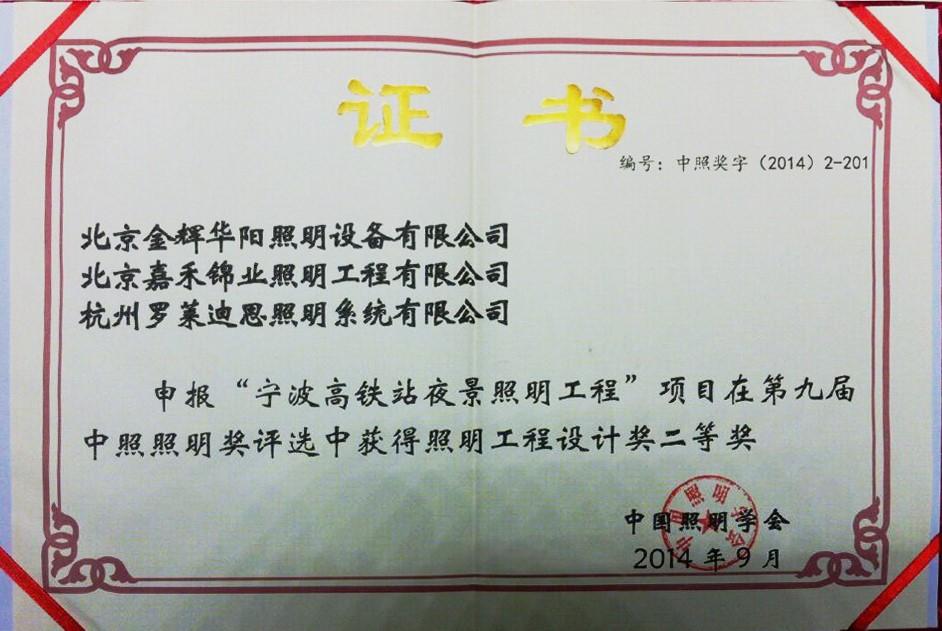 证书
编号：中照奖字（2014）2-201
北京金辉华阳照明设备有限公司
北京嘉禾锦业照明工程有限公司
杭州罗莱迪思照明系统有限公司
申报“宁波高铁站夜景照明工程”项目在第九届
中照照明奖评选中获得照明工程设计奖二等奖
中国照明学会
2014 年 9 月